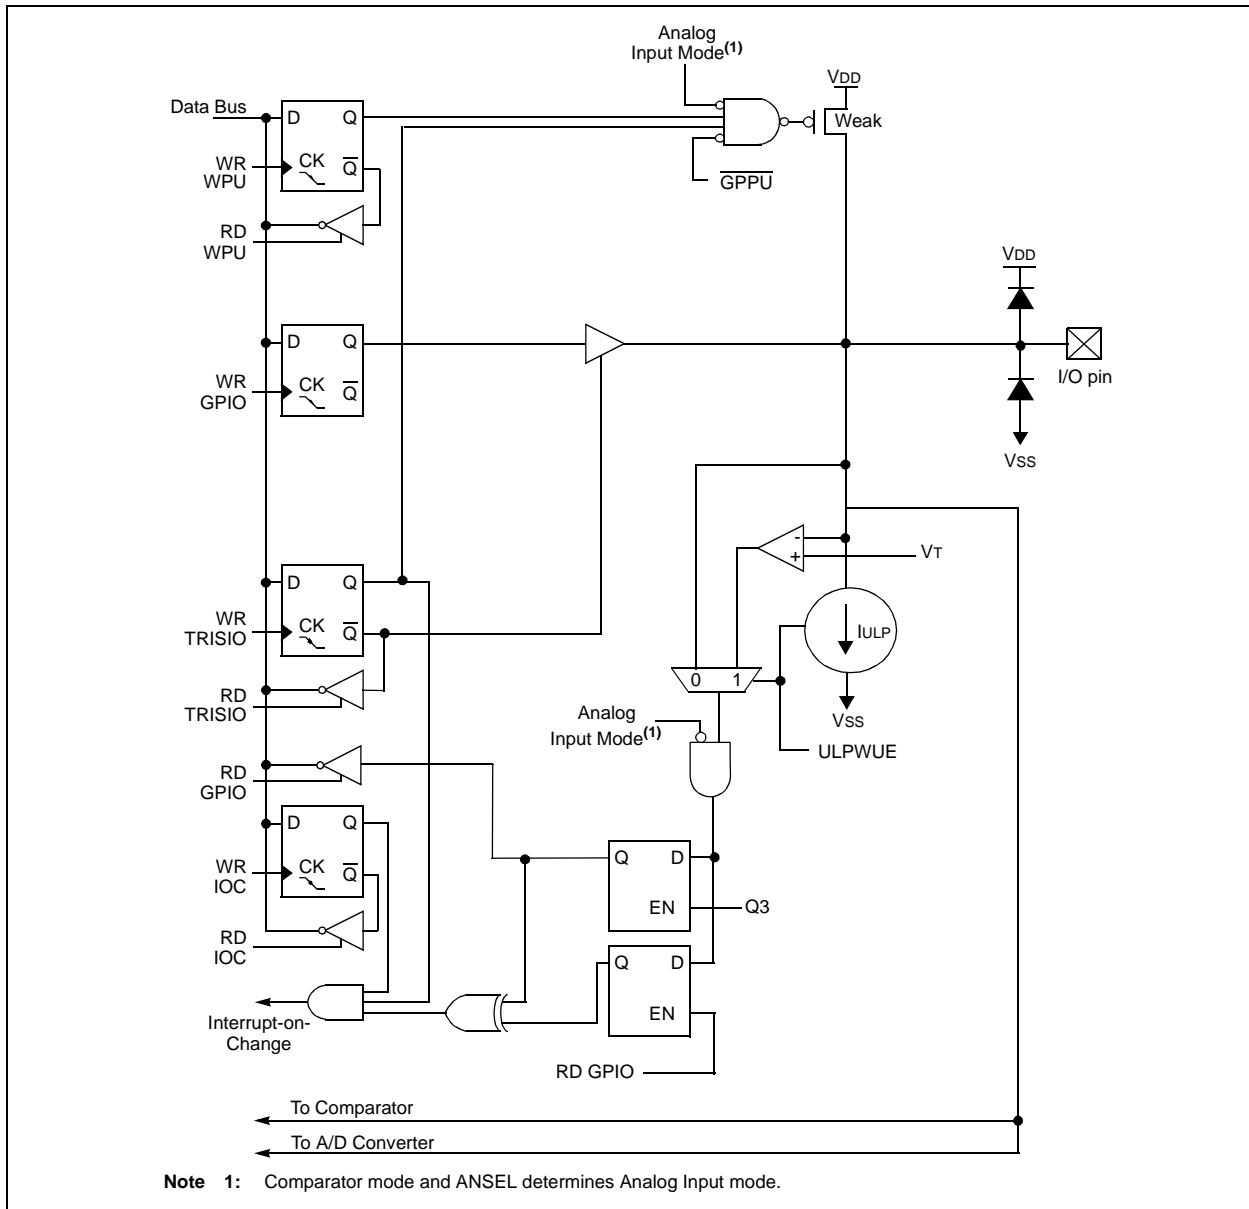 Analog
Input Mode(1)
VDD
Data Bus
D Q
Weak
WR
WPU
CK Q
GPPU
RD
WPU
VDD
D Q
WR
GPIO
CK Q
I/O pin
VSS
-
+
VT
D Q
WR
TRISIO
CK Q
IULP
0 1
RD
TRISIO
VSS
Analog
Input Mode(1)
ULPWUE
RD
GPIO
D Q
WR
IOC
CK Q
Q D
EN
Q3
RD
IOC
Q D
EN
Interrupt-on-
Change
RD GPIO
To Comparator
To A/D Converter
Note 1: Comparator mode and ANSEL determines Analog Input mode.